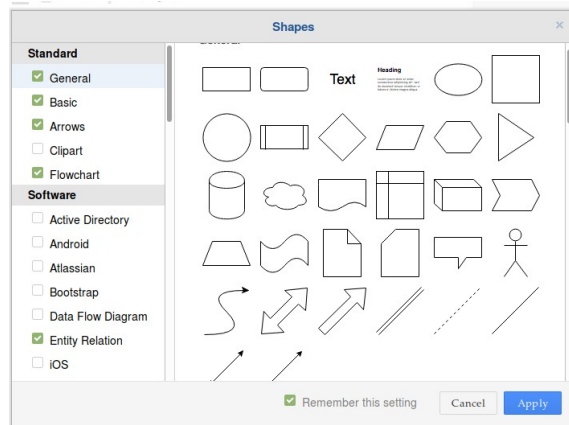 Shapes
×
Standard
General
Basic
Arrows
Clipart
Flowchart
Software
Active Directory
Android
Atlassian
Bootstrap
Data Flow Diagram
Entity Relation
iOS
General
Text
Heading
Remember this setting
Cancel
Apply